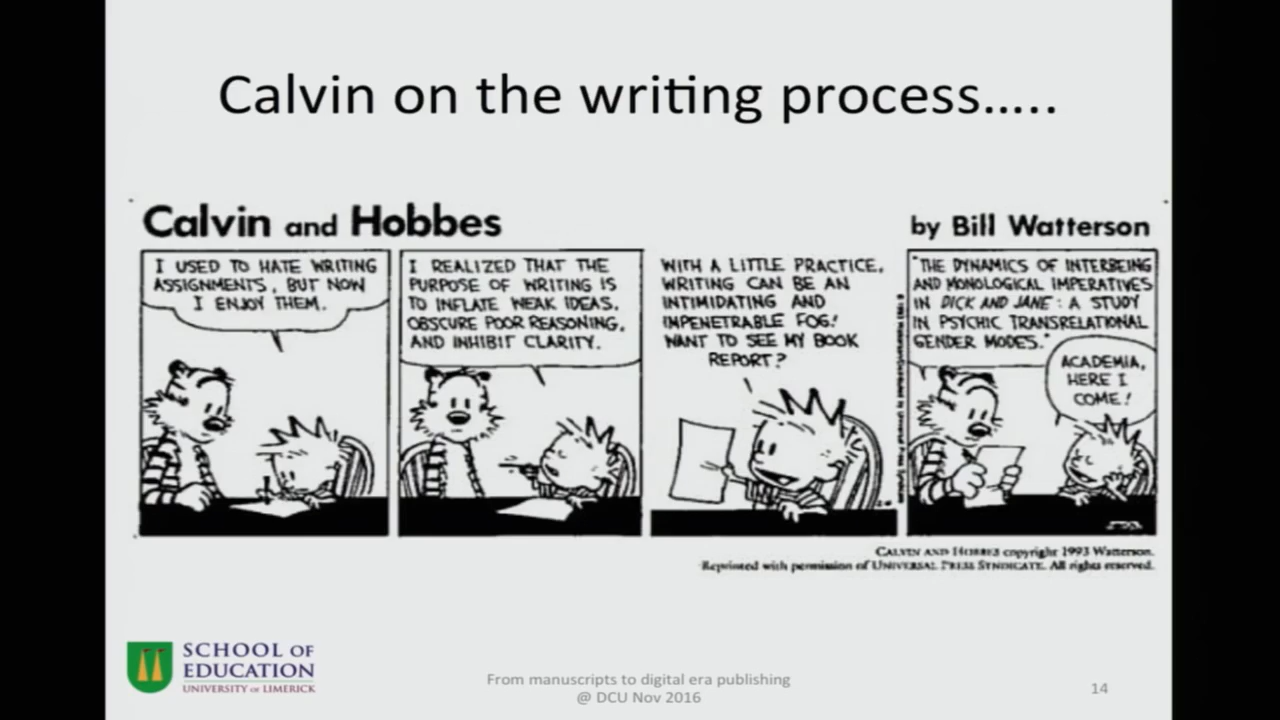 Calvin on the writing process…..
Calvin and Hobbes
by Bill Watterson
I USED TO HATE WRITING
ASSIGNMENTS, BUT NOW
I ENJOY THEM.
I REALIZED THAT THE
PURPOSE OF WRITING IS
TO INFLATE WEAK IDEAS,
OBSCURE POOR REASONING,
AND INHIBIT CLARITY.
WITH A LITTLE PRACTICE,
WRITING CAN BE AN
INTIMIDATING AND
IMPENETRABLE FOG!
WANT TO SEE MY BOOK
REPORT?
"THE DYNAMICS OF INTERBEING
AND MONOLOGICAL IMPERATIVES
IN DICK AND JANE: A STUDY
IN PSYCHIC TRANSRELATIONAL
GENDER MODES."
ACADEMIA,
HERE I
COME!
CALVIN AND HOBBES copyright 1993 Watterson.
Reprinted with permission of UNIVERSAL PRESS SYNDICATE. All rights reserved.
SCHOOL OF
EDUCATION
UNIVERSITY OF LIMERICK
From manuscripts to digital era publishing
@ DCU Nov 2016
14